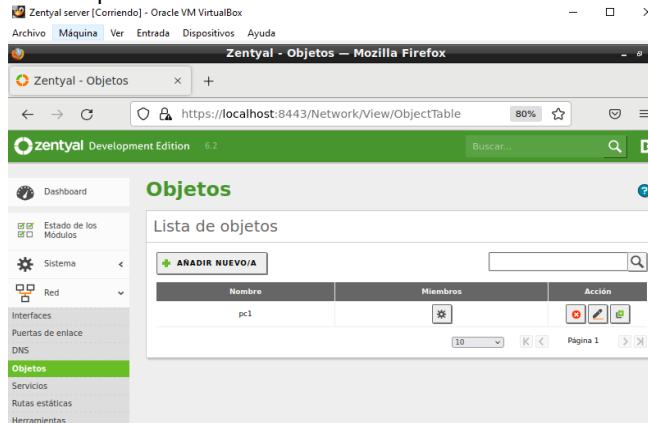 Zentyal server [Corriendo] - Oracle VM VirtualBox
Archivo Máquina Ver Entrada Dispositivos Ayuda
Zentyal - Objetos — Mozilla Firefox
Zentyal - Objetos
https://localhost:8443/Network/View/ObjectTable 80%
zentyal Development Edition 6.2 Buscar...
Dashboard
Estado de los
Módulos
Sistema
Red
Interfaces
Puertas de enlace
DNS
Objetos
Servicios
Rutas estáticas
Herramientas
Objetos
Lista de objetos
AÑADIR NUEVO/A
Nombre Miembros Acción
pc1
10 Página 1